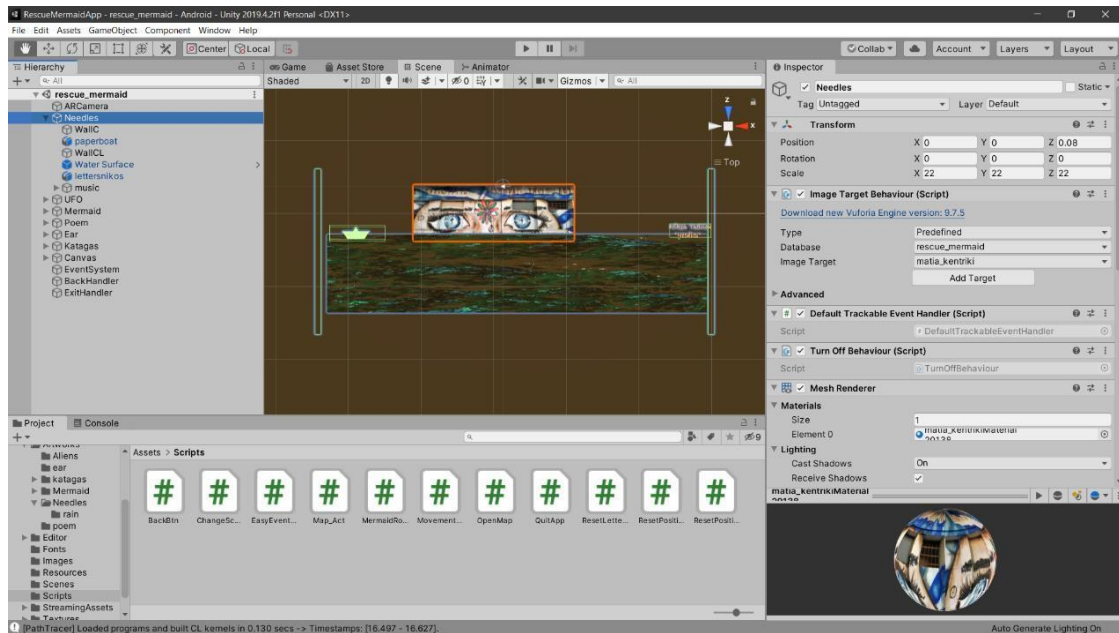 RescueMermaidApp - rescue_mermaid - Android - Unity 2019.4.2f1 Personal <DX11>
File Edit Assets GameObject Component Window Help
Center Local Collab Account Layers Layout
Hierarchy
All
rescue_mermaid
ARCamera
Needles
WallC
paperboat
WallCL
Water Surface
lettersnikos
music
UFO
Mermaid
Poem
Ear
Katagas
Canvas
EventSystem
BackHandler
ExitHandler
Game Asset Store Scene Animator
Shaded 2D 0 Gizmos All
z
x
Top
Inspector
Needles Static
Tag Untagged Layer Default
Transform
Position X 0 Y 0 Z 0.08
Rotation X 0 Y 0 Z 0
Scale X 22 Y 22 Z 22
Image Target Behaviour (Script)
Download new Vuforia Engine version: 9.7.5
Type Predefined
Database rescue_mermaid
Image Target matia_kentriki
Add Target
Advanced
Default Trackable Event Handler (Script)
Script DefaultTrackableEventHandler
Turn Off Behaviour (Script)
Script TurnOffBehaviour
Mesh Renderer
Materials
Size 1
Element 0 matia_kentrikiMaterial
Lighting
Cast Shadows On
Receive Shadows
matia_kentrikiMaterial
Project Console
9
Aliens
ear
katagas
Mermaid
Needles
rain
poem
Editor
Fonts
Images
Resources
Scenes
Scripts
StreamingAssets
Textures
Assets > Scripts
BackBtn ChangeSc... EasyEvent... Map_Act MermaidRo... Movement... OpenMap QuitApp ResetLette... ResetPositi... ResetPositi...
[PathTracer] Loaded programs and built CL kernels in 0.130 secs -> Timestamps: [16.497 - 16.627].
Auto Generate Lighting On